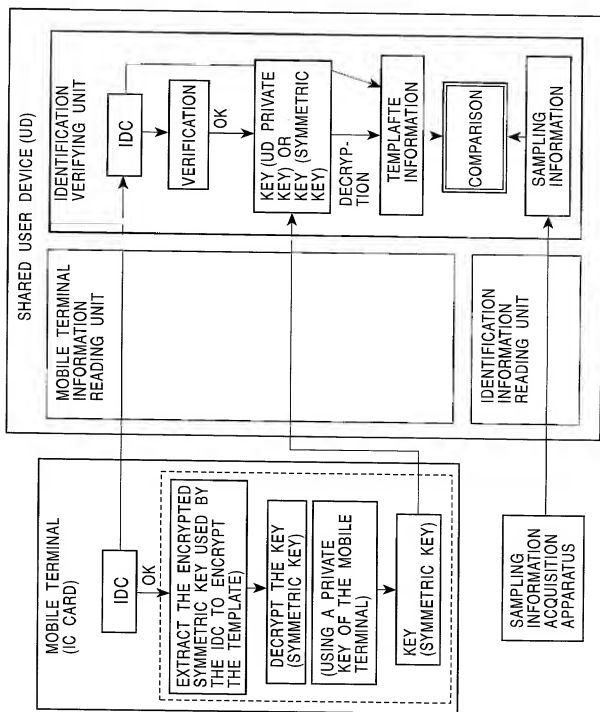 SHARED USER DEVICE (UD)
MOBILE TERMINAL
(IC CARD)
IDC
OK
EXTRACT THE ENCRYPTED
SYMMETRIC KEY USED BY
THE IDC TO ENCRYPT
THE TEMPLATE)
DECRYPT THE KEY
(SYMMETRIC KEY)
(USING A PRIVATE
KEY OF THE MOBILE
TERMINAL)
KEY
(SYMMETRIC KEY)
SAMPLING
INFORMATION
ACQUISITION
APPARATUS
MOBILE TERMINAL
INFORMATION
READING UNIT
IDENTIFICATION
INFORMATION
READING UNIT
IDENTIFICATION
VERIFYING UNIT
IDC
VERIFICATION
OK
KEY (UD PRIVATE
KEY) OR
KEY (SYMMETRIC
KEY)
DECRYP-
TION
TEMPLAFTE
INFORMATION
COMPARISON
SAMPLING
INFORMATION